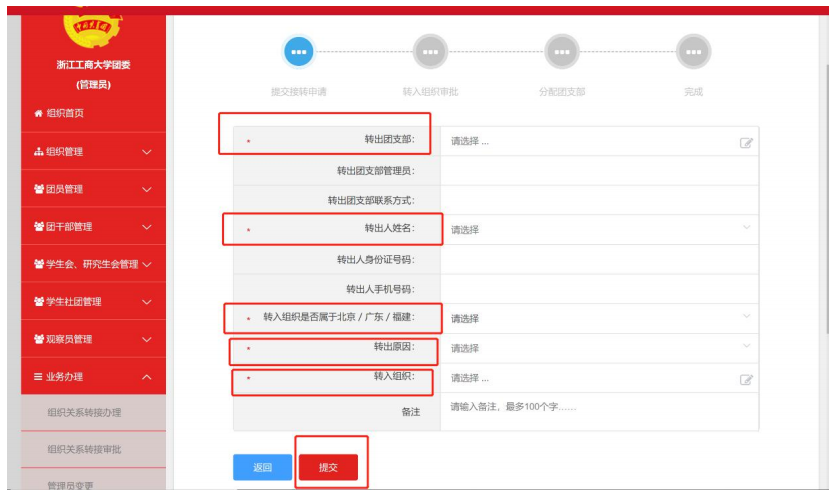 浙江工商大学团委
(管理员)
组织首页
组织管理
团员管理
团干部管理
学生会、研究生会管理
学生社团管理
观察员管理
业务办理
组织关系转接办理
组织关系转接审批
管理员变更
提交接转申请
转入组织审批
分配团支部
完成
* 转出团支部： 请选择 ...
转出团支部管理员：
转出团支部联系方式：
* 转出人姓名： 请选择
转出人身份证号码：
转出人手机号码：
* 转入组织是否属于北京 / 广东 / 福建： 请选择
* 转出原因： 请选择
* 转入组织： 请选择 ...
备注 请输入备注，最多100个字……
返回 提交